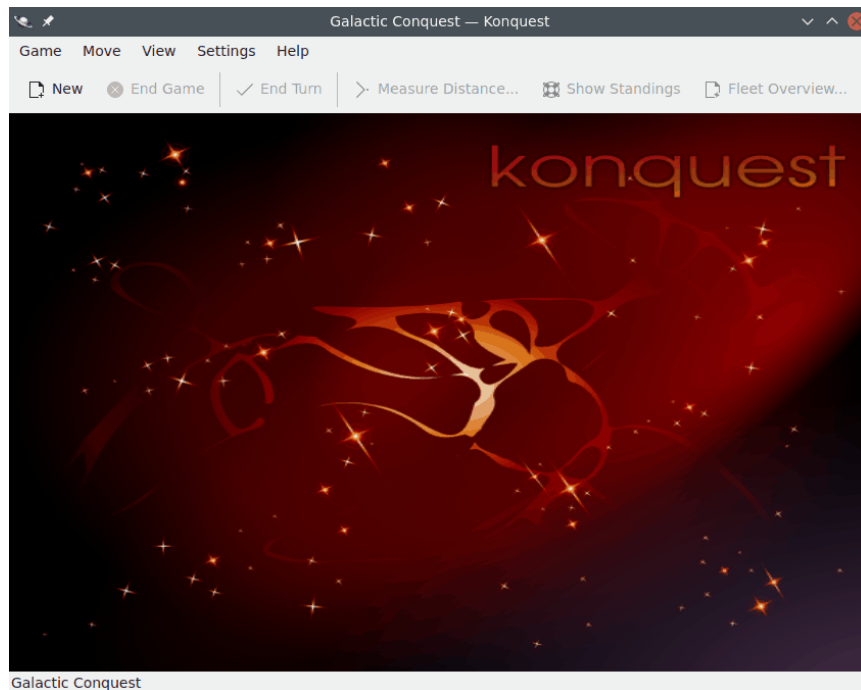 Galactic Conquest — Konquest
Game Move View Settings Help
New End Game End Turn Measure Distance... Show Standings Fleet Overview...
konquest
Galactic Conquest